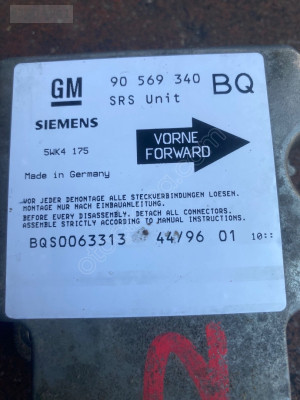 GM
90 569 340 BQ
SRS Unit
SIEMENS
5WK4 175
VORNE
FORWARD
Made in Germany
VOR JEDER DEMONTAGE ALLE STECKVERBINDUNGEN LOESEN.
MONTAGE NUR NACH EINBAUANLEITUNG.
BEFORE EVERY DISASSEMBLY, DETACH ALL CONNECTORS.
ASSEMBLE STRICTLY ACCORDING TO MANUAL INSTRUCTIONS.
BQS0063313 44/96 01 10::